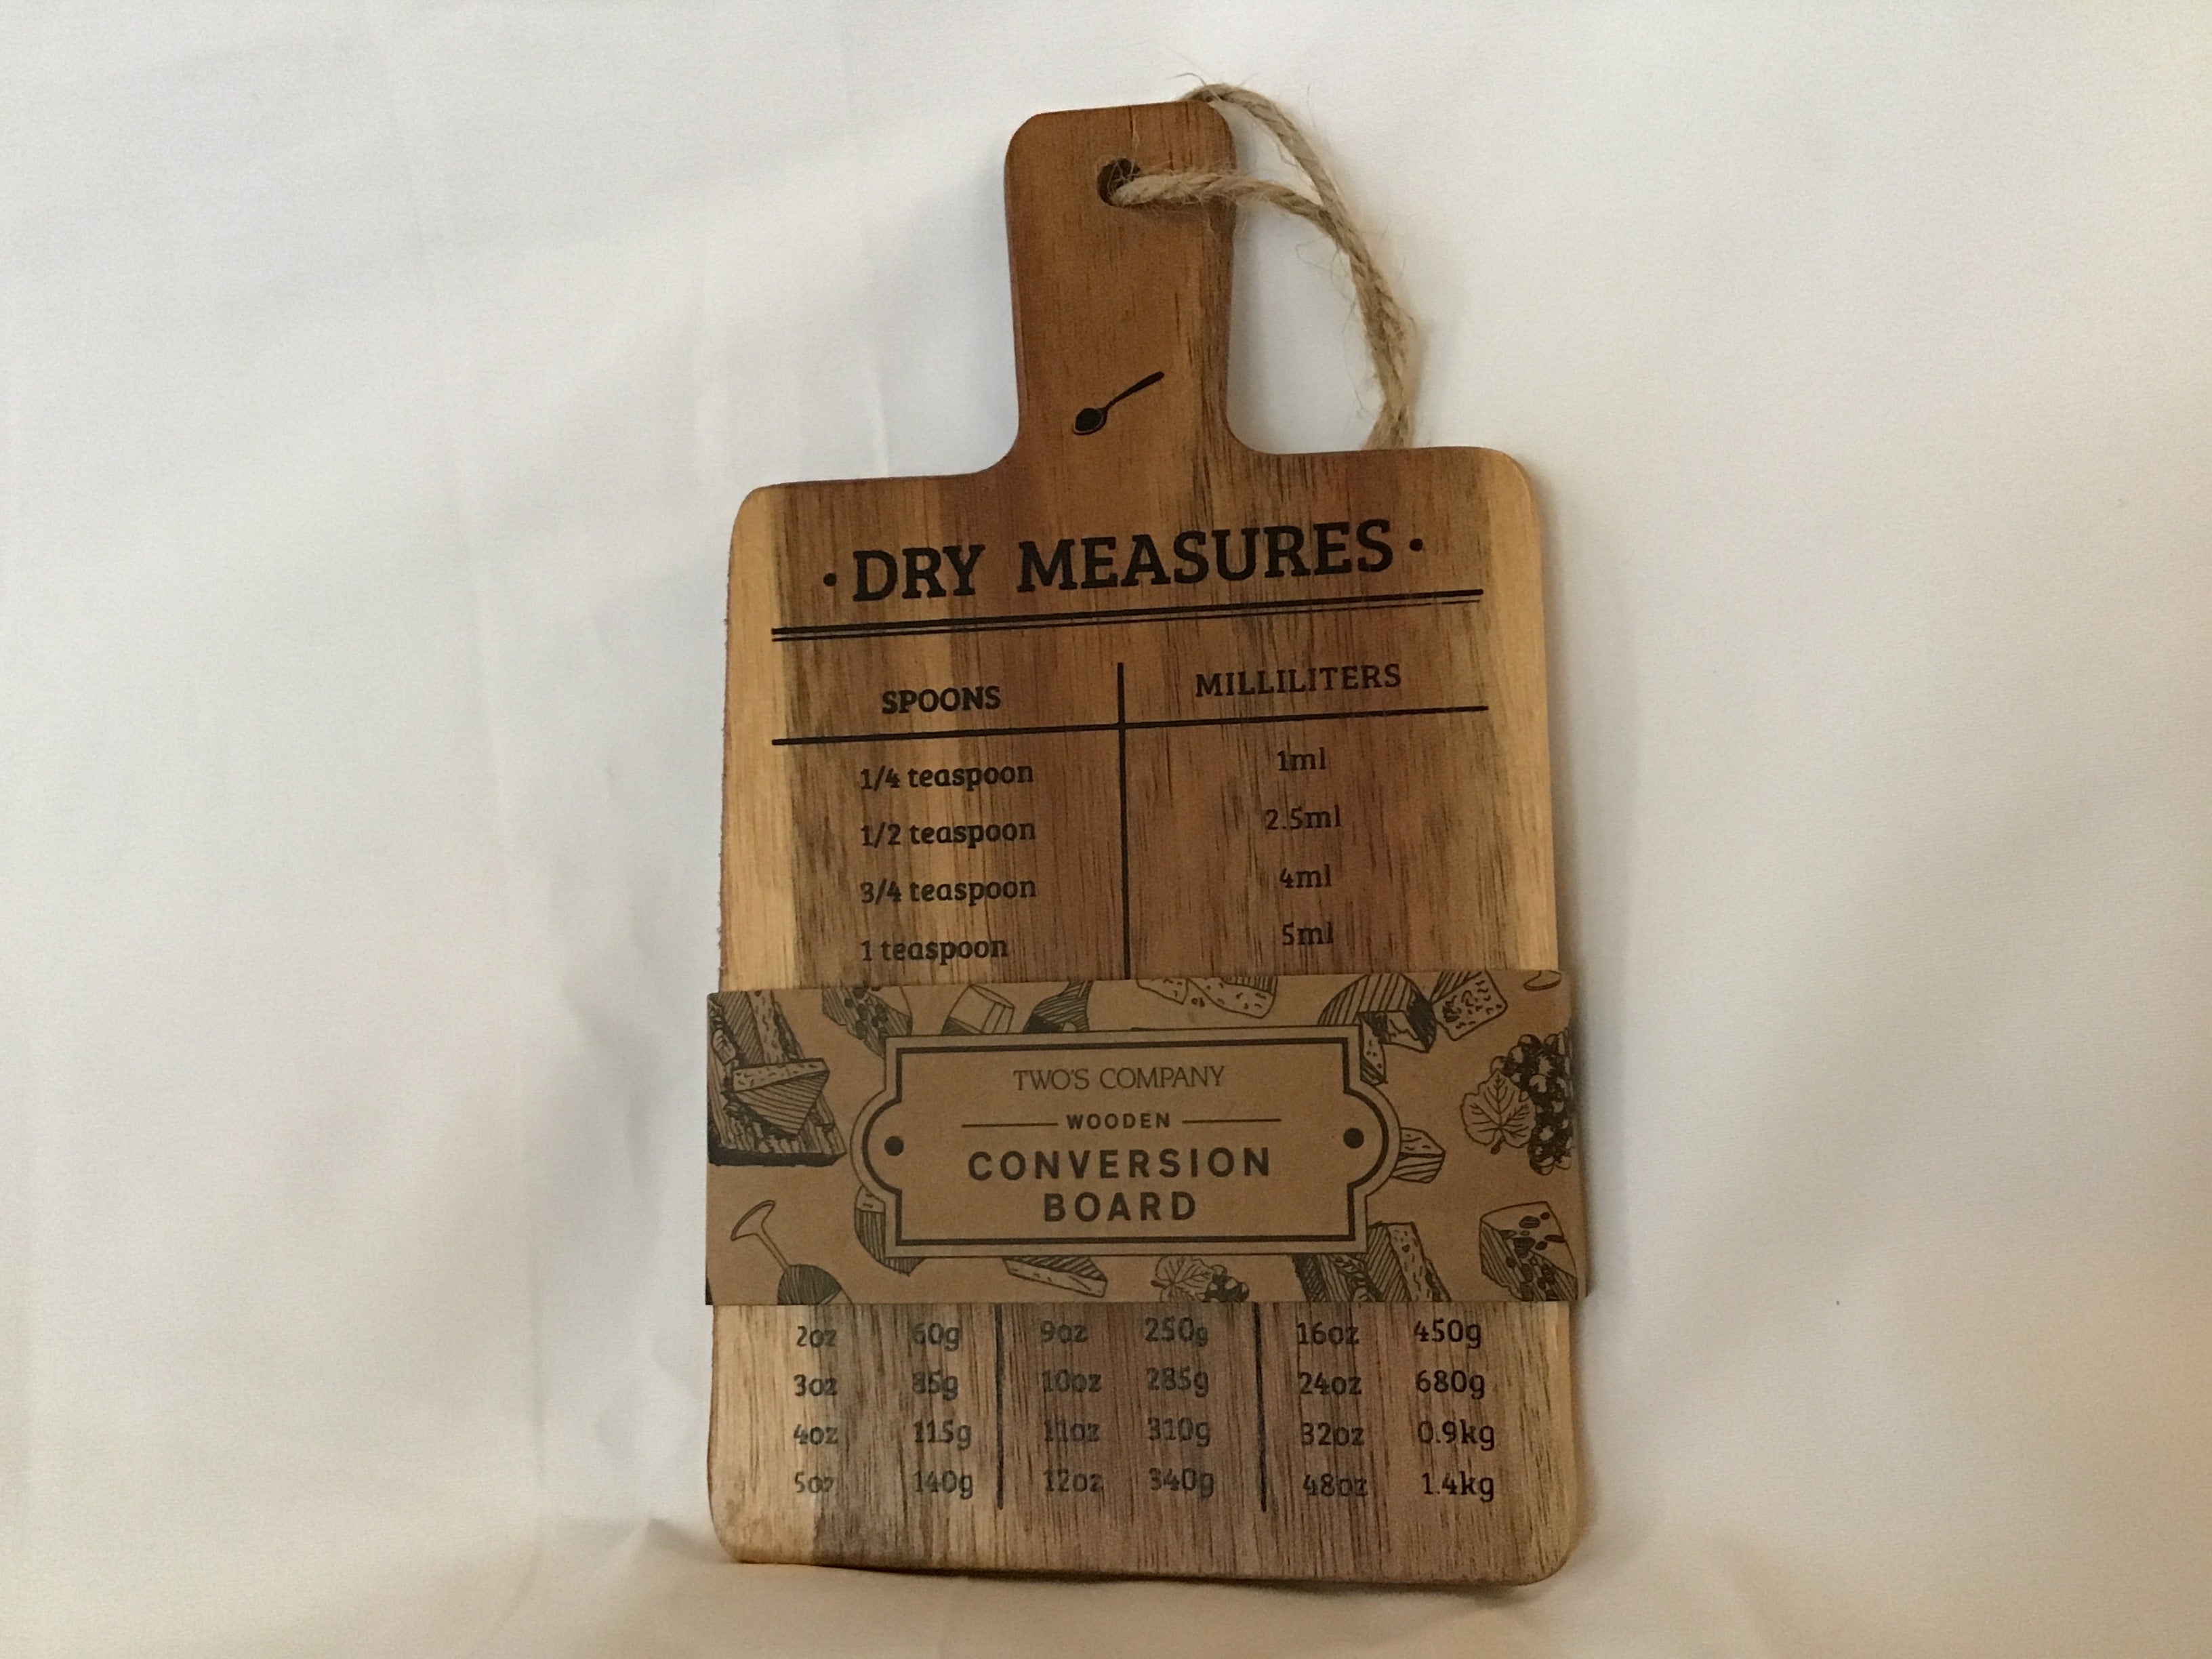 ·DRY MEASURES·
SPOONS MILLILITERS
1/4 teaspoon 1ml
1/2 teaspoon 2.5ml
3/4 teaspoon 4ml
1 teaspoon 5ml
TWO'S COMPANY
WOODEN
CONVERSION
BOARD
2oz 60g 9oz 250g 16oz 450g
3oz 85g 10oz 285g 24oz 680g
4oz 115g 11oz 310g 32oz 0.9kg
5oz 140g 12oz 340g 48oz 1.4kg